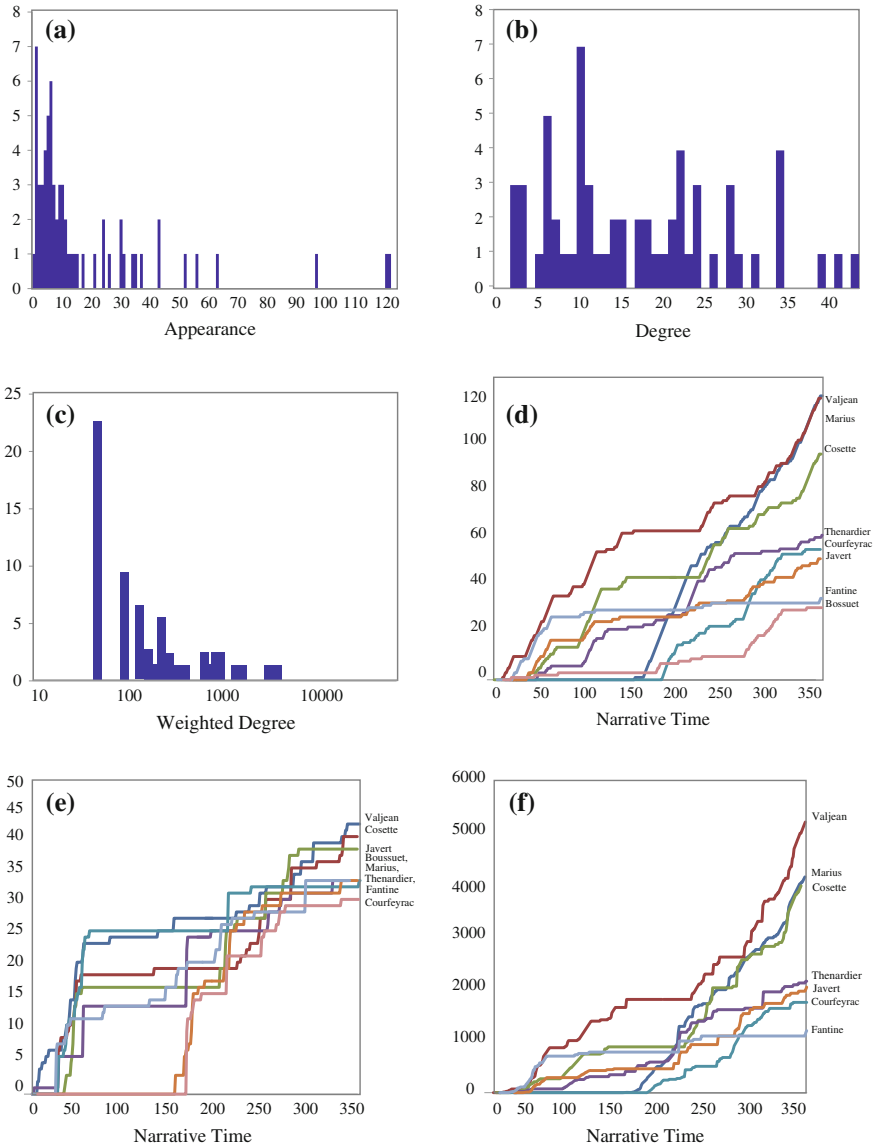 (a)
8
7
6
5
4
3
2
1
0
0 10 20 30 40 50 60 70 80 90 100 110 120
Appearance
(b)
8
7
6
5
4
3
2
1
0
0 5 10 15 20 25 30 35 40
Degree
(c)
25
20
15
10
5
0
10 100 1000 10000
Weighted Degree
(d)
120
100
80
60
40
20
0
0 50 100 150 200 250 300 350
Narrative Time
Valjean
Marius
Cosette
Thenardier
Courfeyrac
Javert
Fantine
Bossuet
(e)
50
45
40
35
30
25
20
15
10
5
0
0 50 100 150 200 250 300 350
Narrative Time
Valjean
Cosette
Javert
Boussuet,
Marius,
Thenardier,
Fantine
Courfeyrac
(f)
6000
5000
4000
3000
2000
1000
0
0 50 100 150 200 250 300 350
Narrative Time
Valjean
Marius
Cosette
Thenardier
Javert
Courfeyrac
Fantine